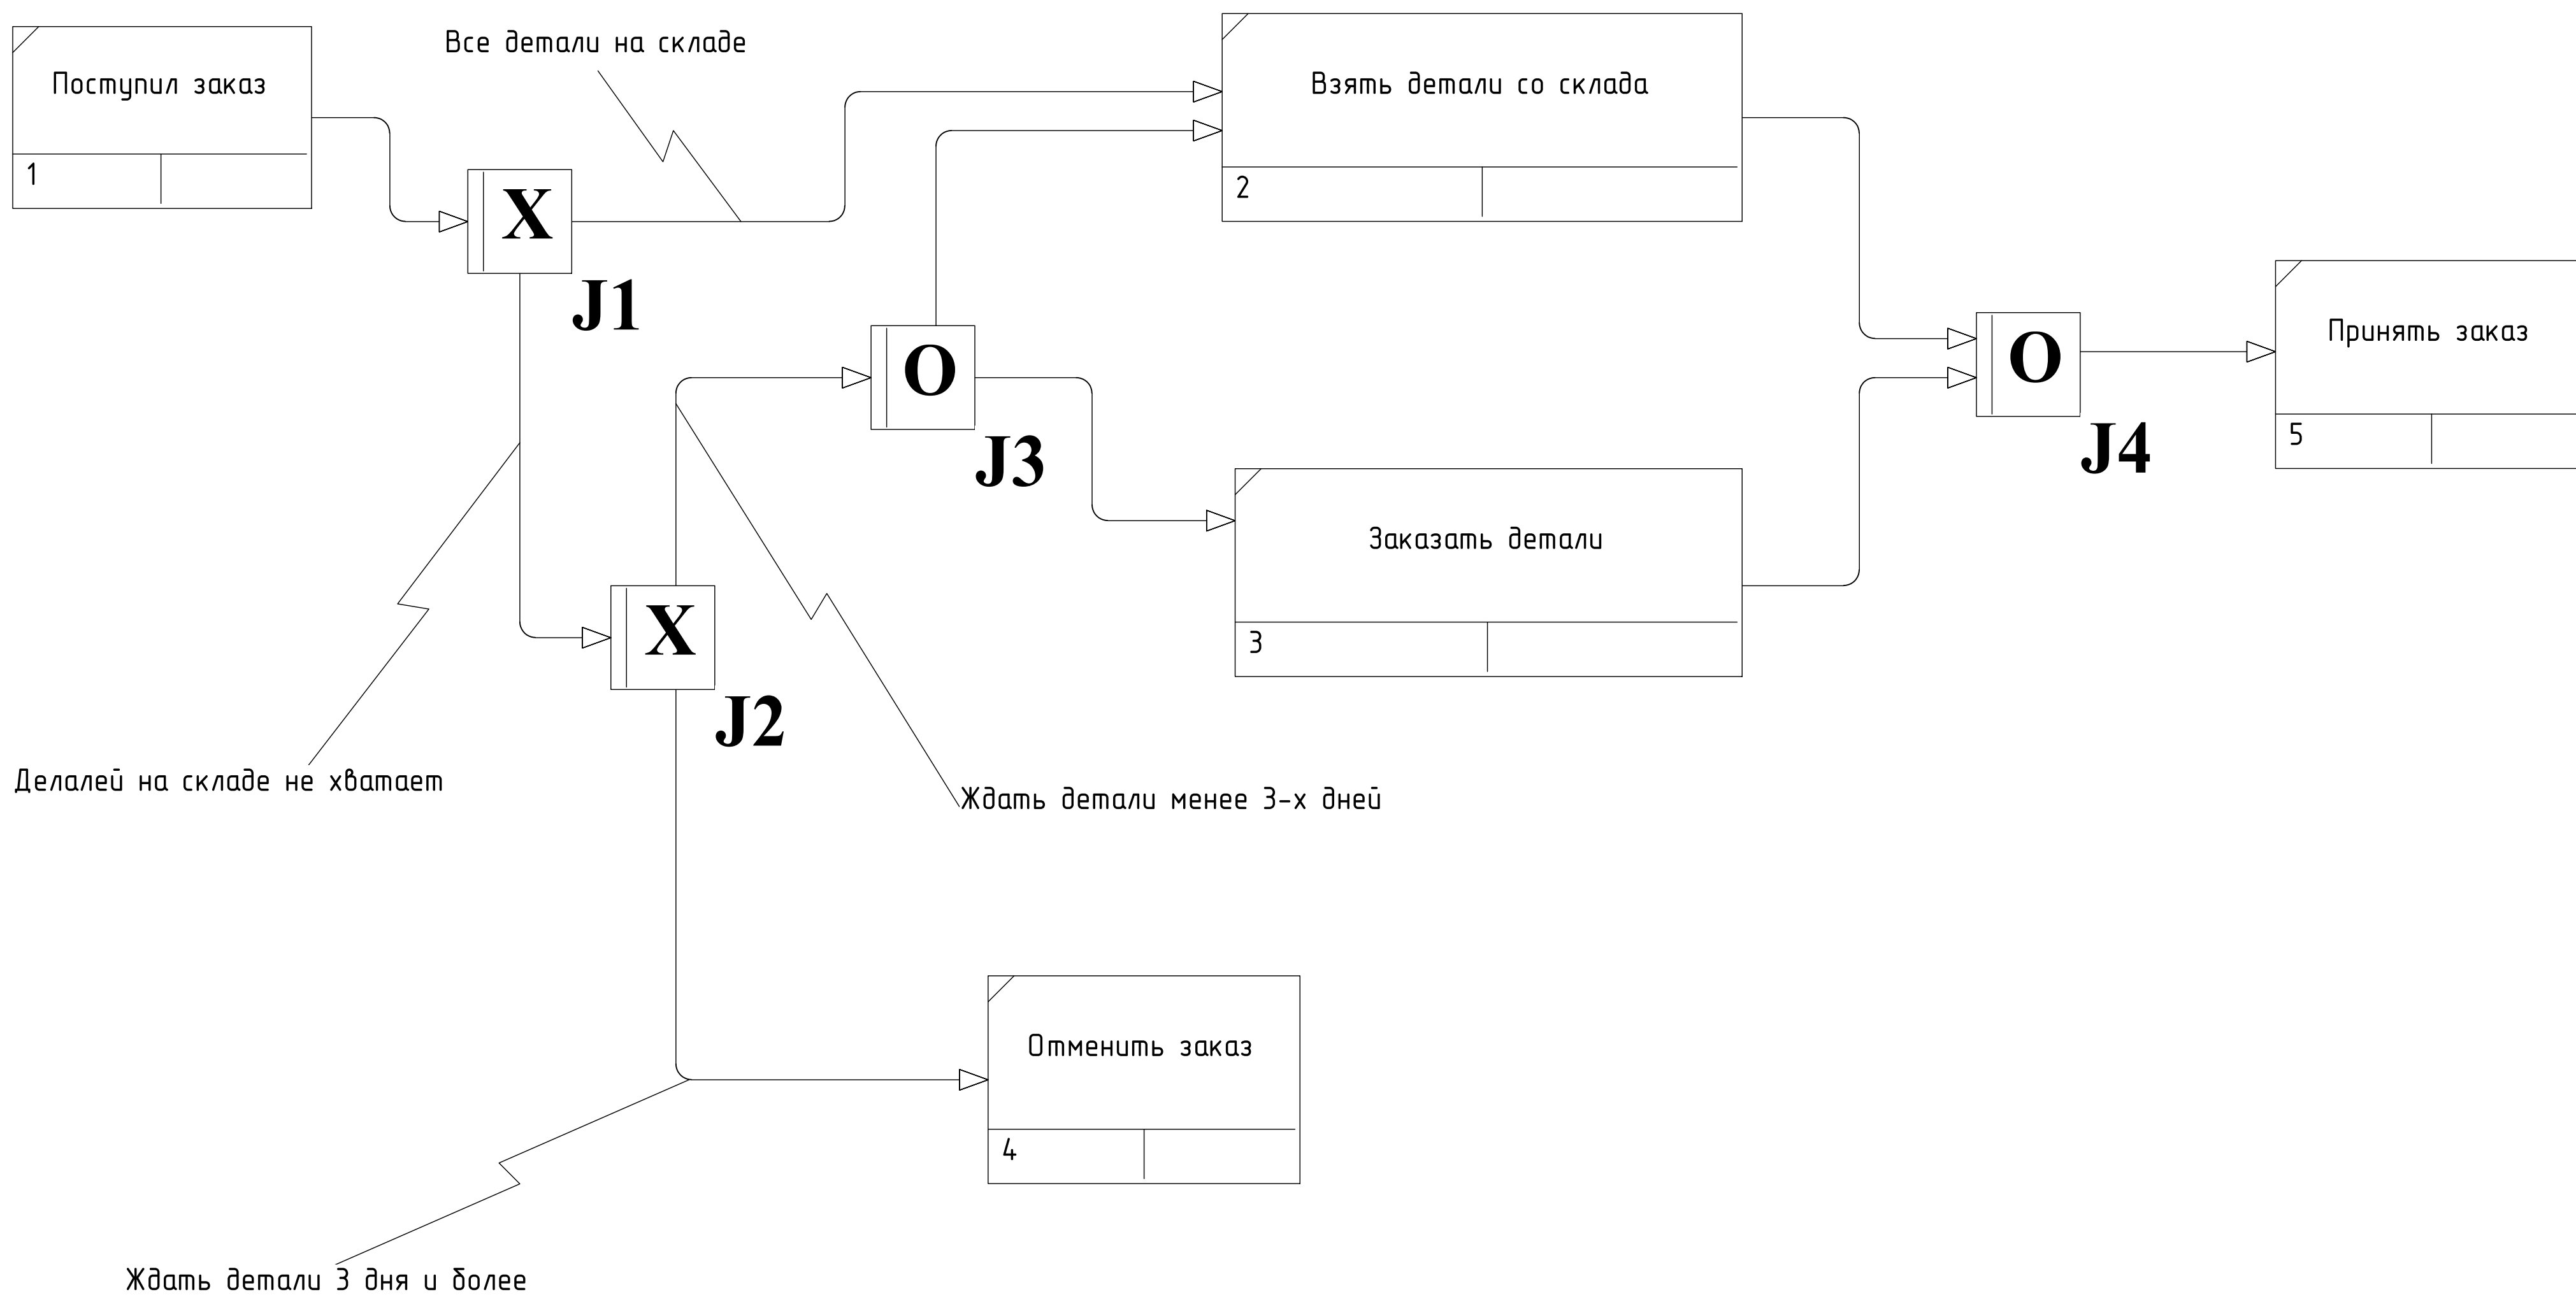 Поступил заказ
1
Все детали на складе
Взять детали со склада
2
X
J1
O
J3
O
J4
Принять заказ
5
Заказать детали
3
X
J2
Делалей на складе не хватает
Ждать детали менее 3-х дней
Отменить заказ
4
Ждать детали 3 дня и более